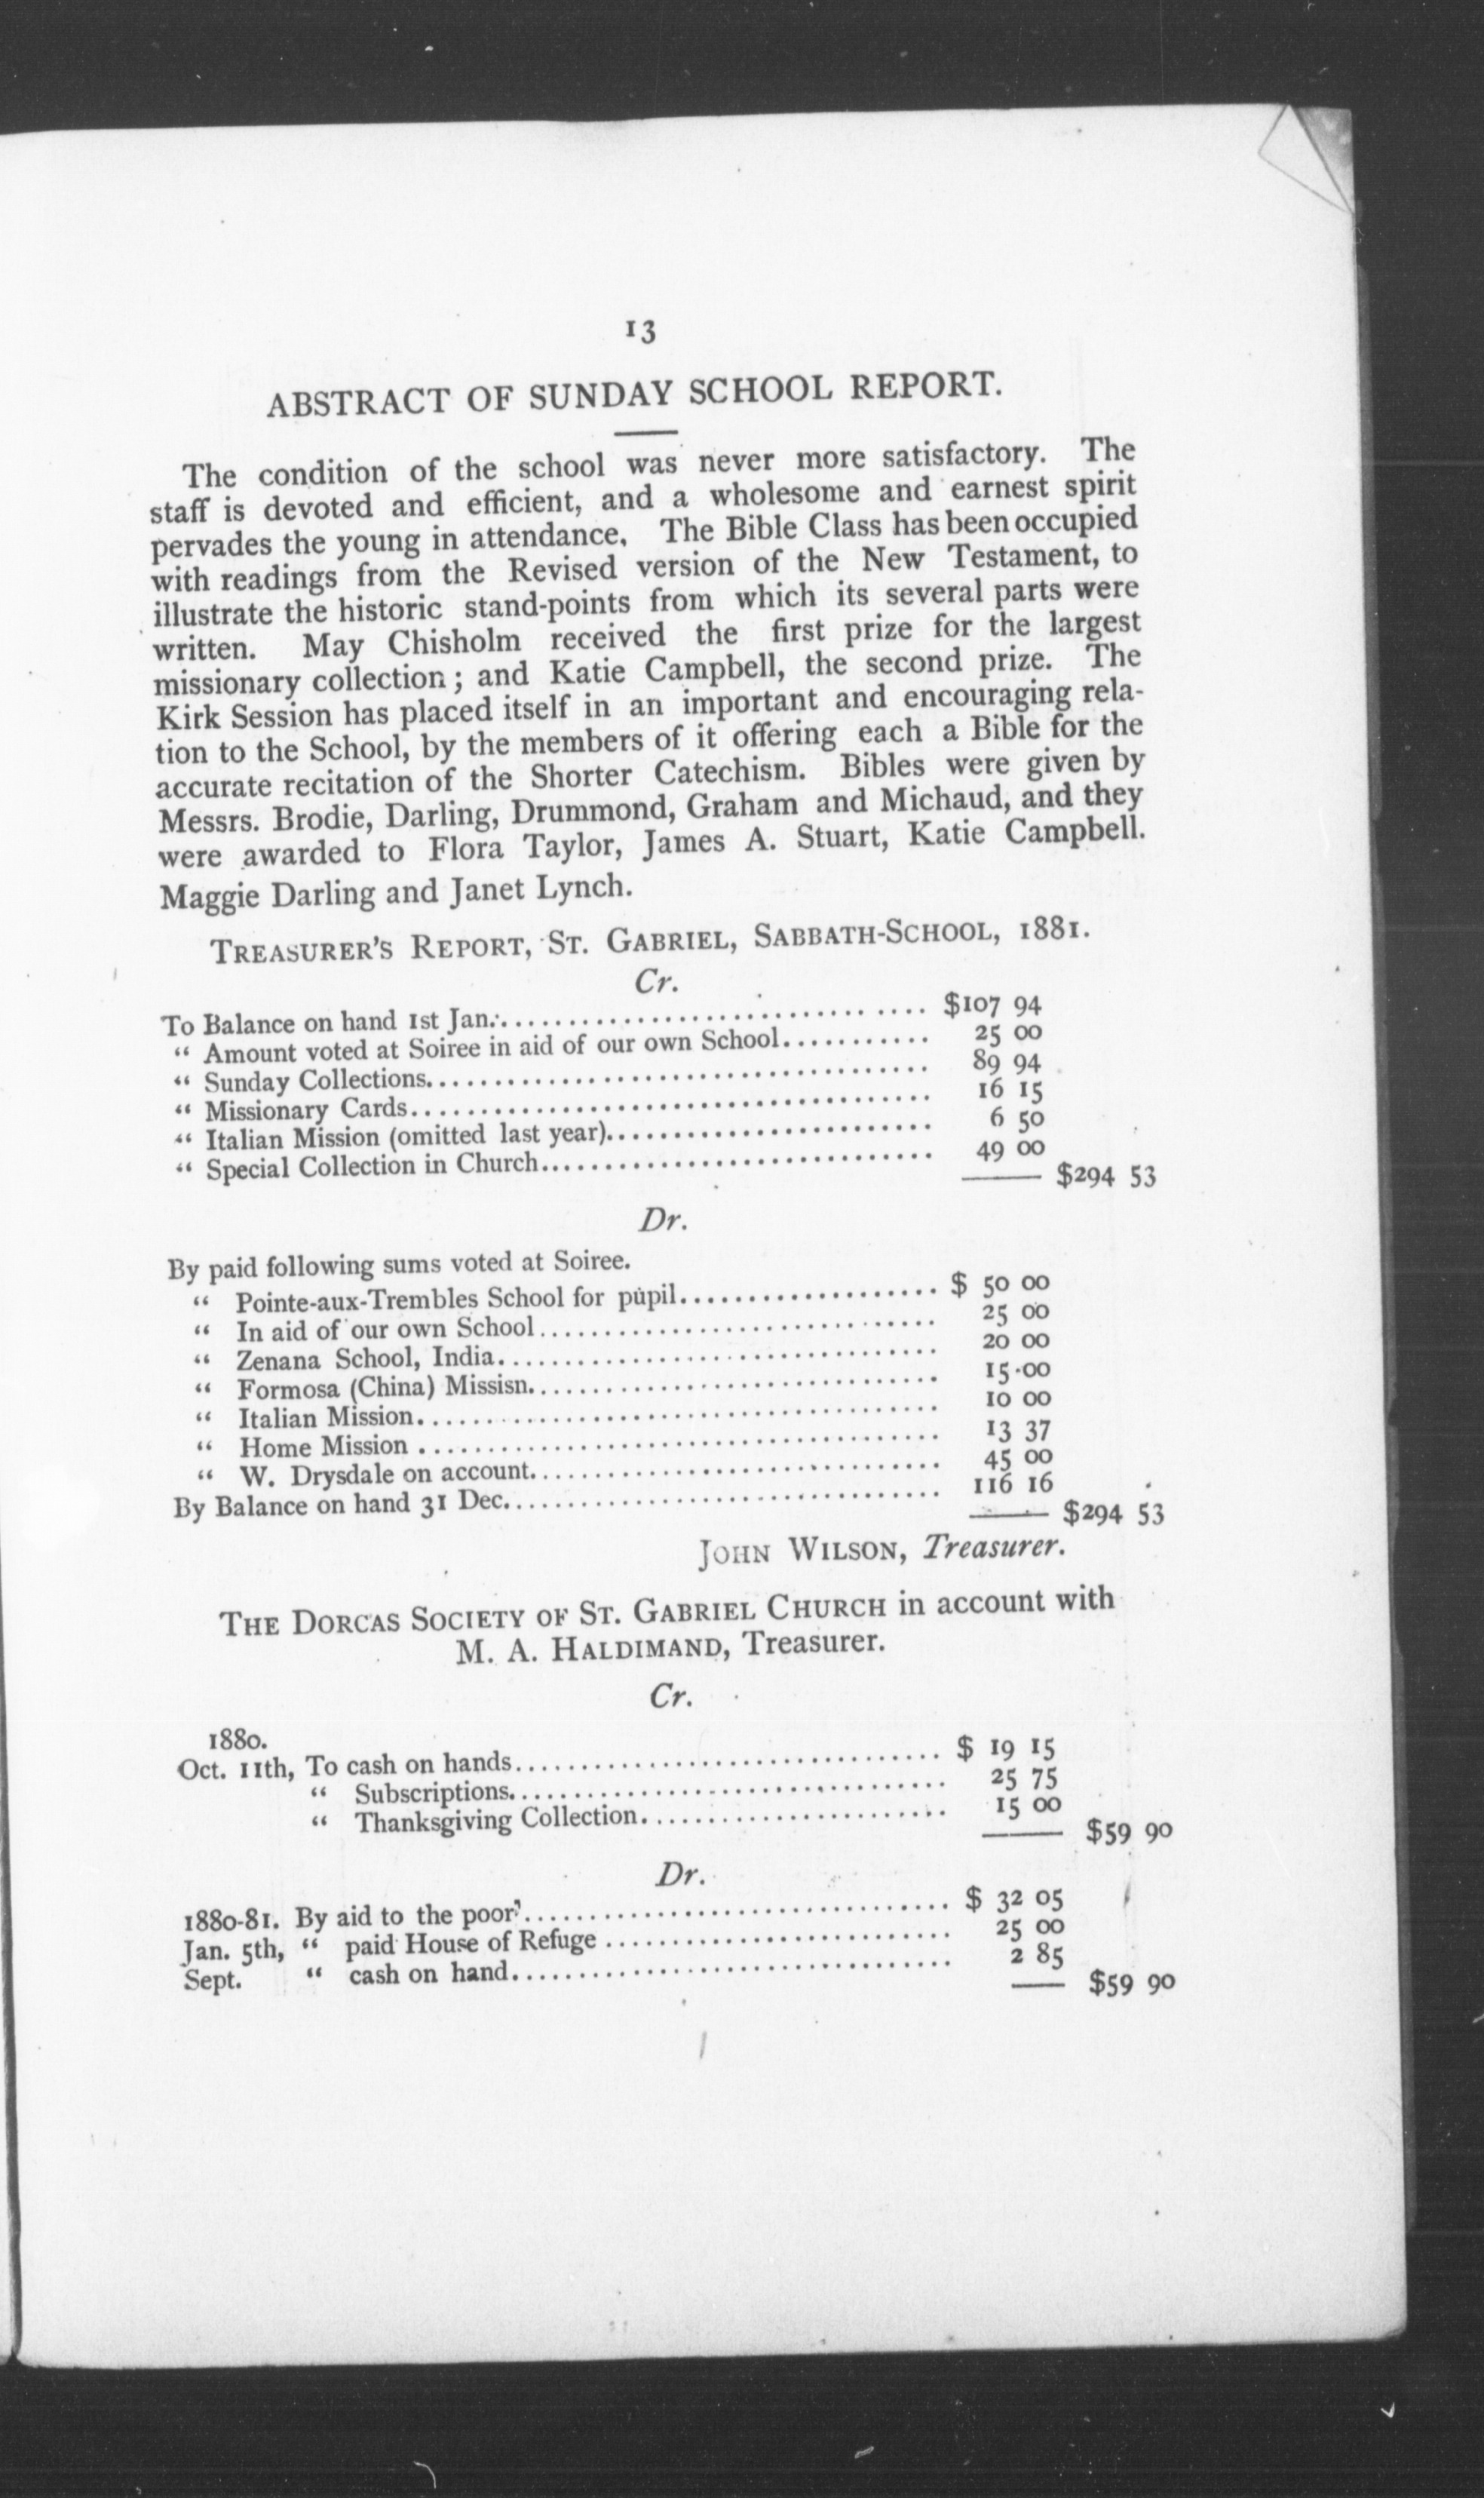 13
ABSTRACT OF SUNDAY SCHOOL REPORT.
The condition of the school was never more satisfactory. The
staff is devoted and efficient, and a wholesome and earnest spirit
pervades the young in attendance. The Bible Class has been occupied
with readings from the Revised version of the New Testament, to
illustrate the historic stand-points from which its several parts were
written. May Chisholm received the first prize for the largest
missionary collection; and Katie Campbell, the second prize. The
Kirk Session has placed itself in an important and encouraging rela-
tion to the School, by the members of it offering each a Bible for the
accurate recitation of the Shorter Catechism. Bibles were given by
Messrs. Brodie, Darling, Drummond, Graham and Michaud, and they
were awarded to Flora Taylor, James A. Stuart, Katie Campbell.
Maggie Darling and Janet Lynch.
TREASURER'S REPORT, ST. GABRIEL, SABBATH-SCHOOL, 1881.
Cr.
To Balance on hand 1st Jan. $107 94
" Amount voted at Soiree in aid of our own School 25 00
" Sunday Collections 89 94
" Missionary Cards 16 15
" Italian Mission (omitted last year) 6 50
" Special Collection in Church 49 00
$294 53
Dr.
By paid following sums voted at Soiree.
" Pointe-aux-Trembles School for pupil $ 50 00
" In aid of our own School 25 00
" Zenana School, India 20 00
" Formosa (China) Missisn 15 00
" Italian Mission 10 00
" Home Mission 13 37
" W. Drysdale on account 45 00
By Balance on hand 31 Dec. 116 16
$294 53
JOHN WILSON, Treasurer.
THE DORCAS SOCIETY OF ST. GABRIEL CHURCH in account with
M. A. HALDIMAND, Treasurer.
Cr.
1880.
Oct. 11th, To cash on hands $ 19 15
" Subscriptions 25 75
" Thanksgiving Collection 15 00
$59 90
Dr.
1880-81. By aid to the poor $ 32 05
Jan. 5th, " paid House of Refuge 25 00
Sept. " cash on hand 2 85
$59 90